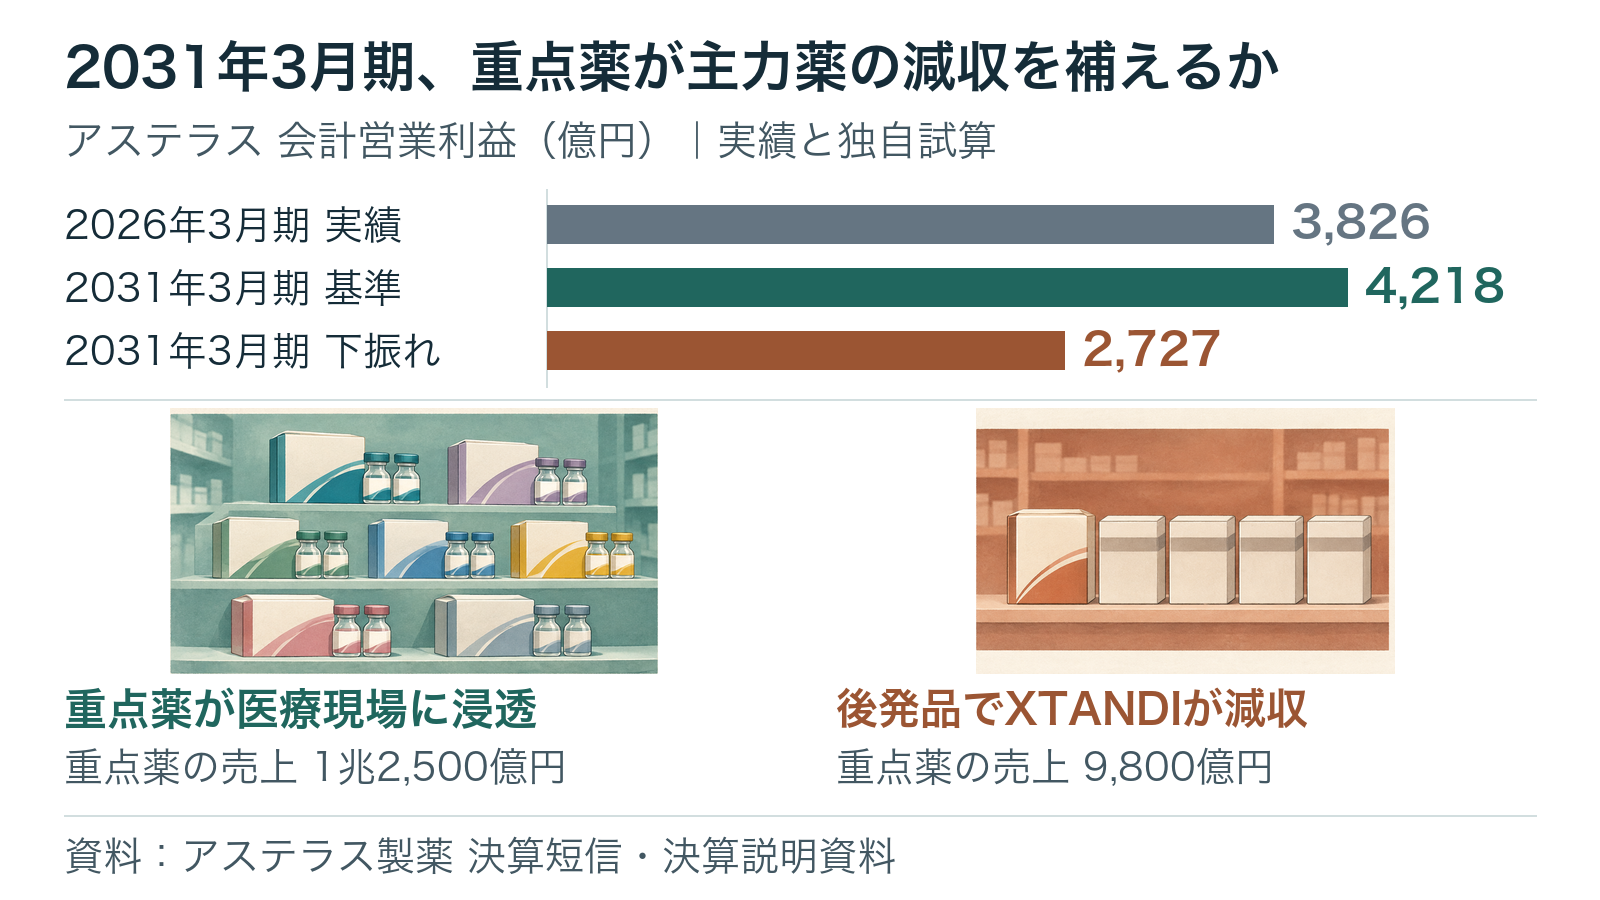 2031年3月期、重点薬が主力薬の減収を補えるか
アステラス 会計営業利益（億円）｜実績と独自試算
2026年3月期 実績 3,826
2031年3月期 基準 4,218
2031年3月期 下振れ 2,727
重点薬が医療現場に浸透
重点薬の売上 1兆2,500億円
後発品でXTANDIが減収
重点薬の売上 9,800億円
資料：アステラス製薬 決算短信・決算説明資料